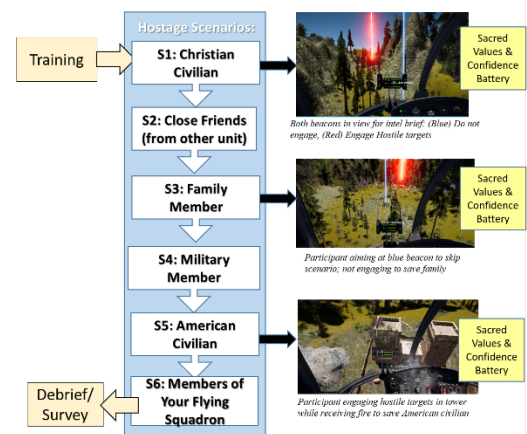 Hostage Scenarios:
Training
S1: Christian
Civilian
S2: Close Friends
(from other unit)
S3: Family
Member
S4: Military
Member
S5: American
Civilian
S6: Members of
Your Flying
Squadron
Debrief/
Survey
Sacred
Values &
Confidence
Battery
Both beacons in view for intel brief: (Blue) Do not
engage, (Red) Engage Hostile targets
Sacred
Values &
Confidence
Battery
Participant aiming at blue beacon to skip
scenario; not engaging to save family
Sacred
Values &
Confidence
Battery
Participant engaging hostile targets in tower
while receiving fire to save American civilian